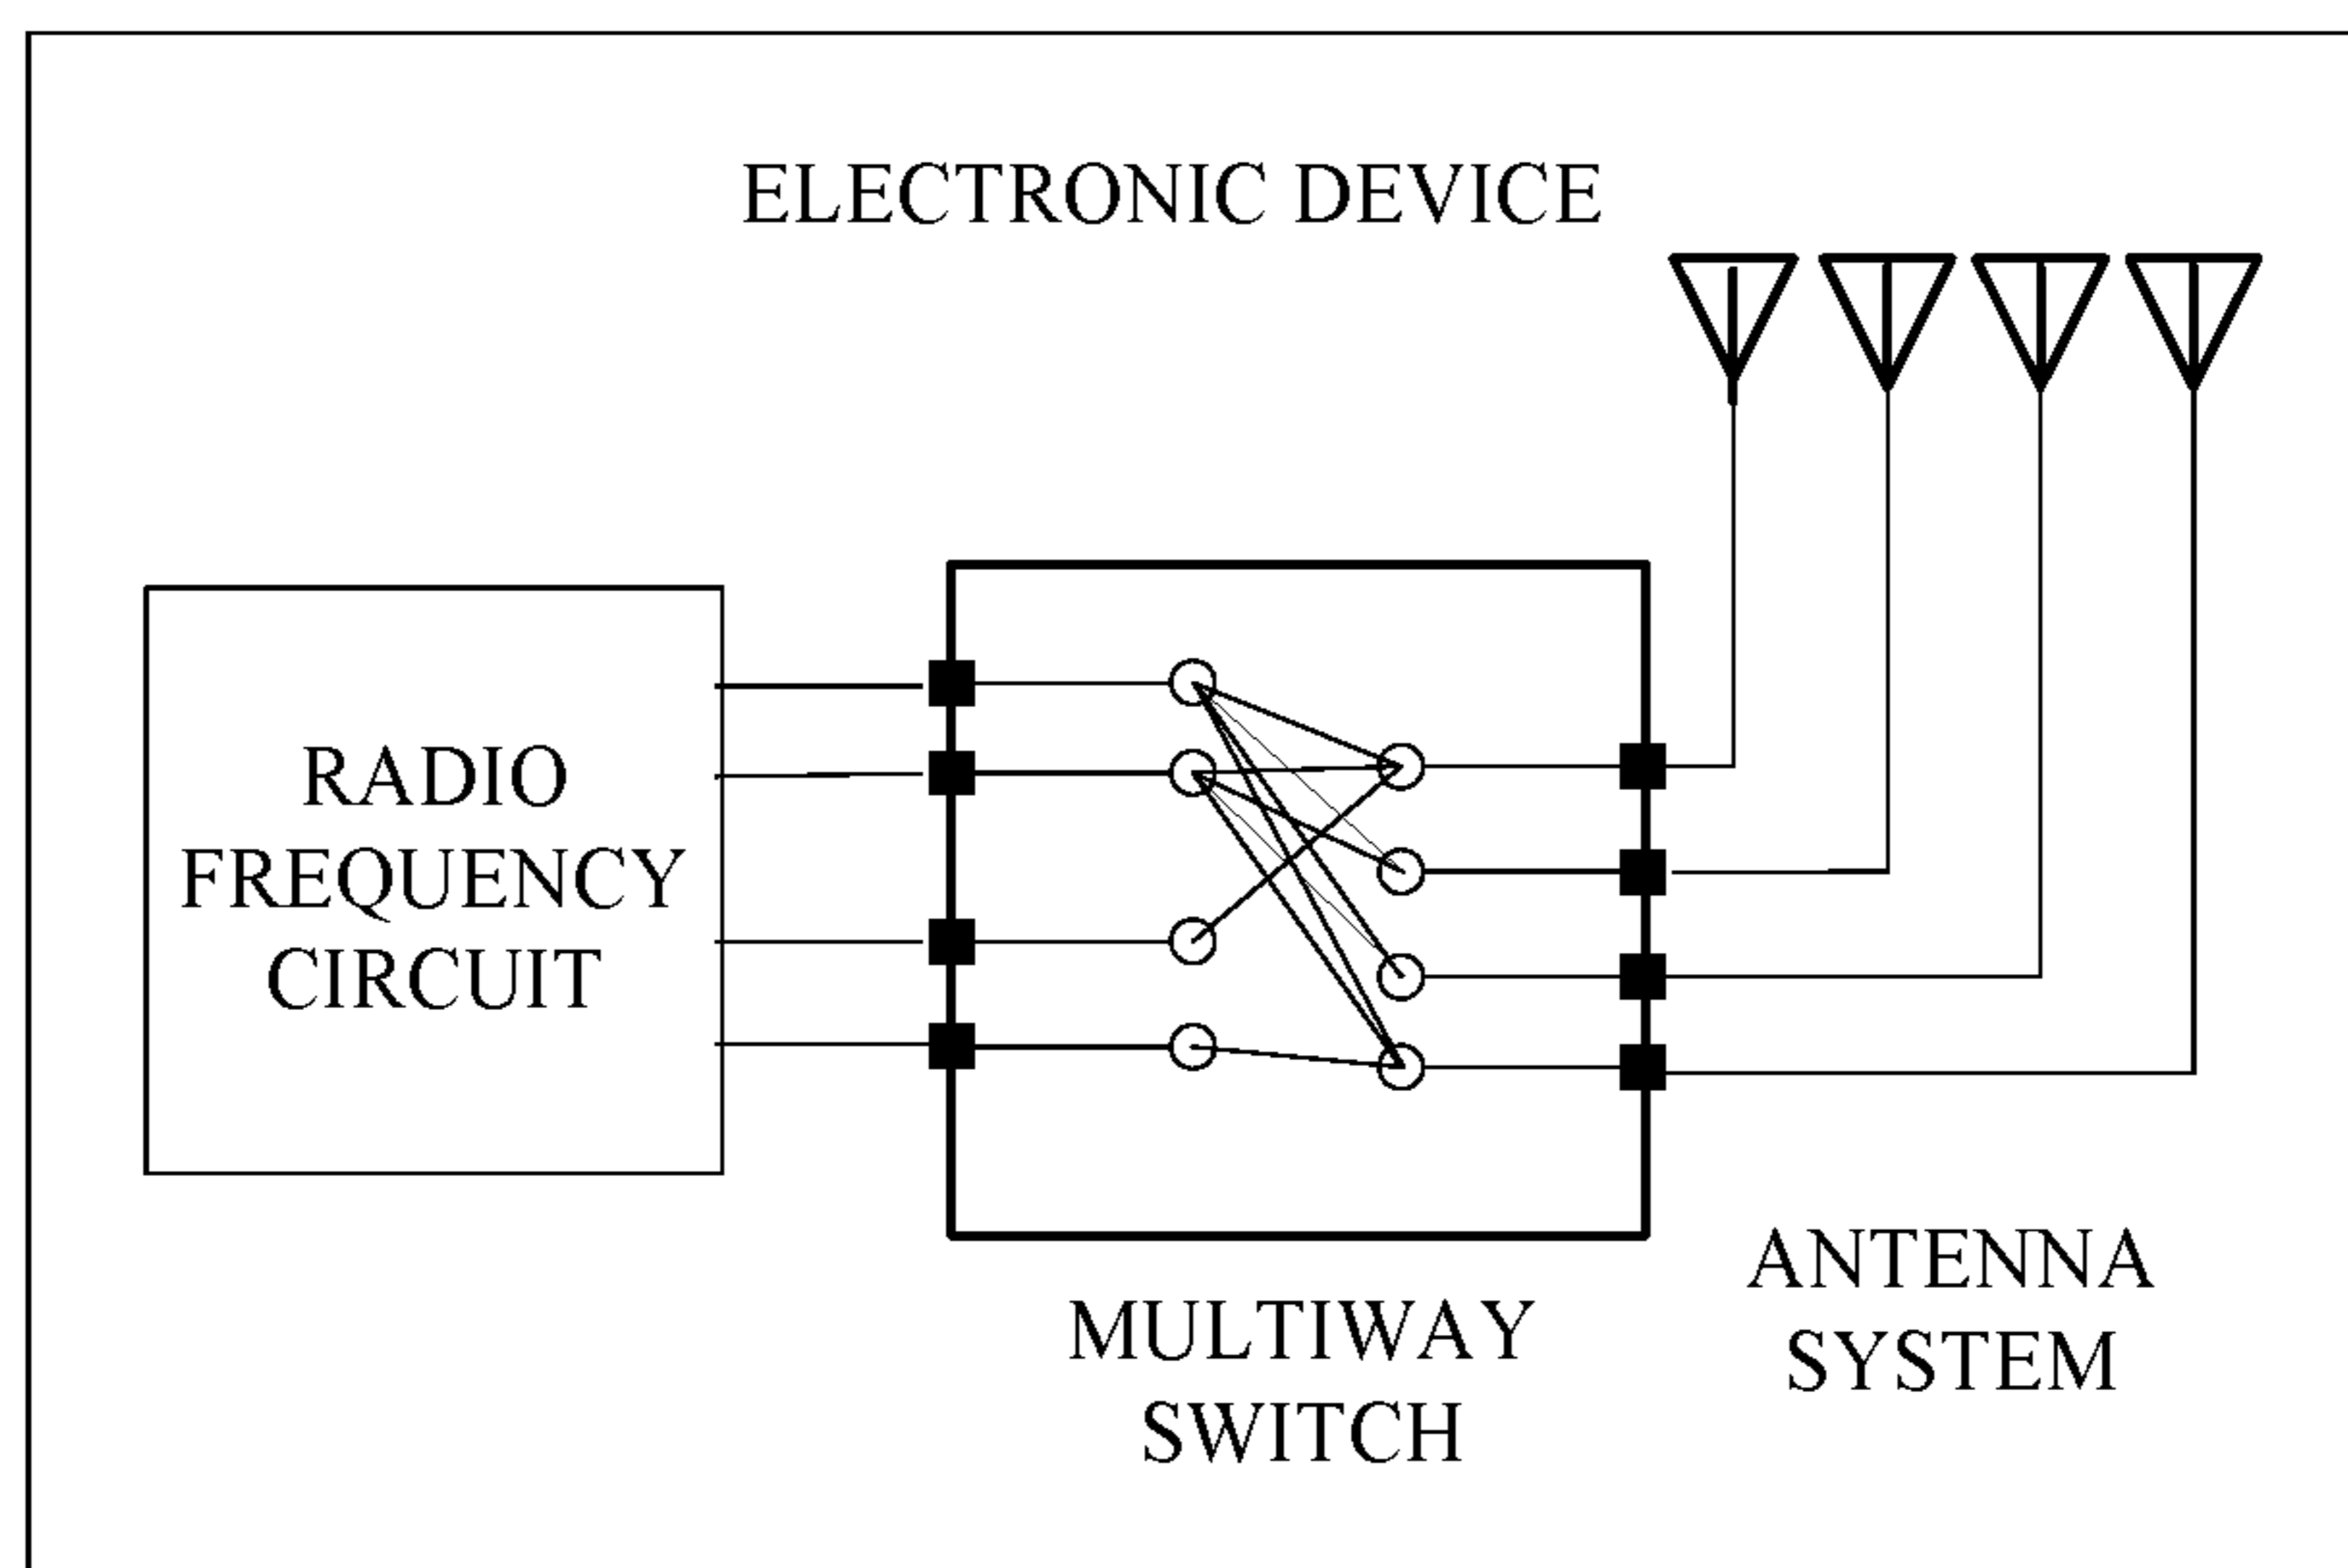 ELECTRONIC DEVICE
RADIO
FREQUENCY
CIRCUIT
MULTIWAY
SWITCH
ANTENNA
SYSTEM